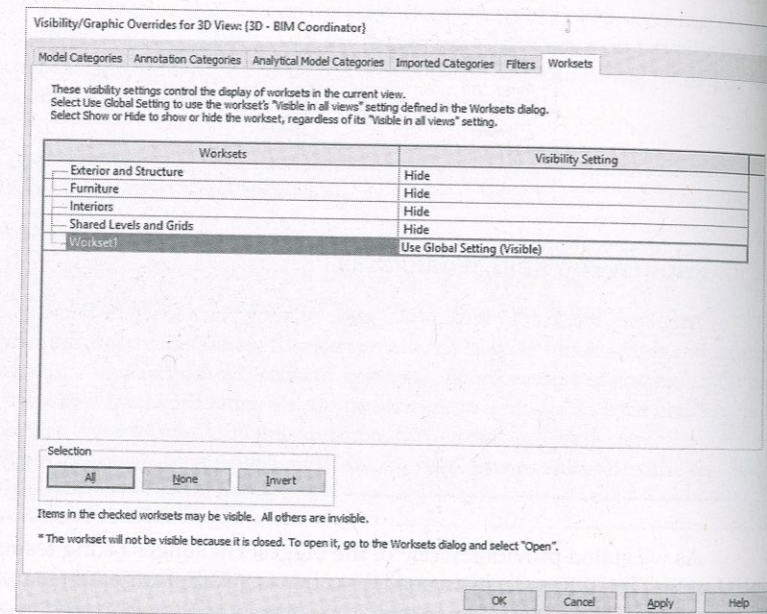 Visibility/Graphic Overrides for 3D View: {3D - BIM Coordinator}
Model Categories Annotation Categories Analytical Model Categories Imported Categories Filters Worksets
These visibility settings control the display of worksets in the current view.
Select Use Global Setting to use the workset's "Visible in all views" setting defined in the Worksets dialog.
Select Show or Hide to show or hide the workset, regardless of its "Visible in all views" setting.
Worksets Visibility Setting
Exterior and Structure Hide
Furniture Hide
Interiors Hide
Shared Levels and Grids Hide
Workset1 Use Global Setting (Visible)
Selection
All None Invert
Items in the checked worksets may be visible. All others are invisible.
* The workset will not be visible because it is closed. To open it, go to the Worksets dialog and select "Open".
OK Cancel Apply Help